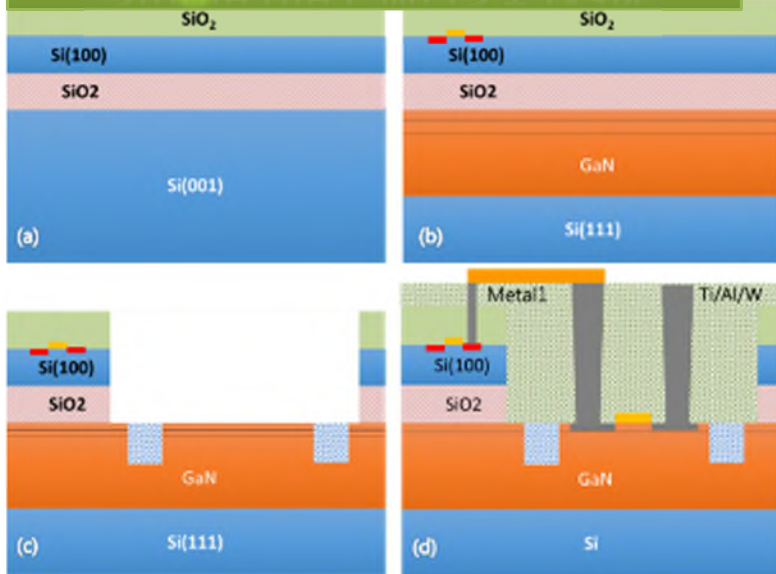 SiO2
Si(100)
SiO2
Si(001)
(a)
SiO2
Si(100)
SiO2
GaN
Si(111)
(b)
Si(100)
SiO2
GaN
Si(111)
(c)
Metal1
Ti/Al/W
Si(100)
SiO2
GaN
Si
(d)